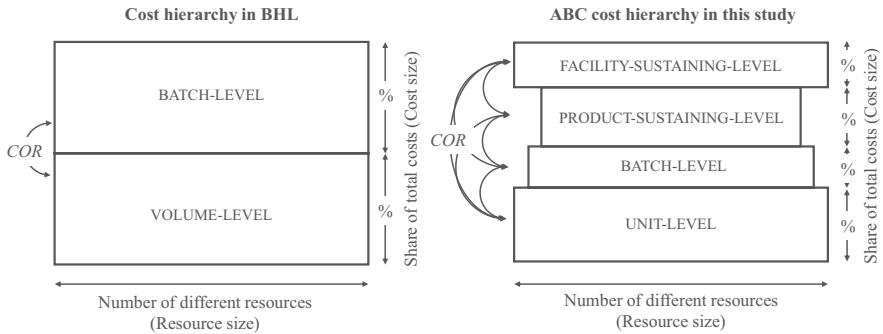 Cost hierarchy in BHL
BATCH-LEVEL
VOLUME-LEVEL
COR
%
%
Share of total costs (Cost size)
Number of different resources
(Resource size)
ABC cost hierarchy in this study
FACILITY-SUSTAINING-LEVEL
PRODUCT-SUSTAINING-LEVEL
BATCH-LEVEL
UNIT-LEVEL
COR
%
%
%
%
Share of total costs (Cost size)
Number of different resources
(Resource size)